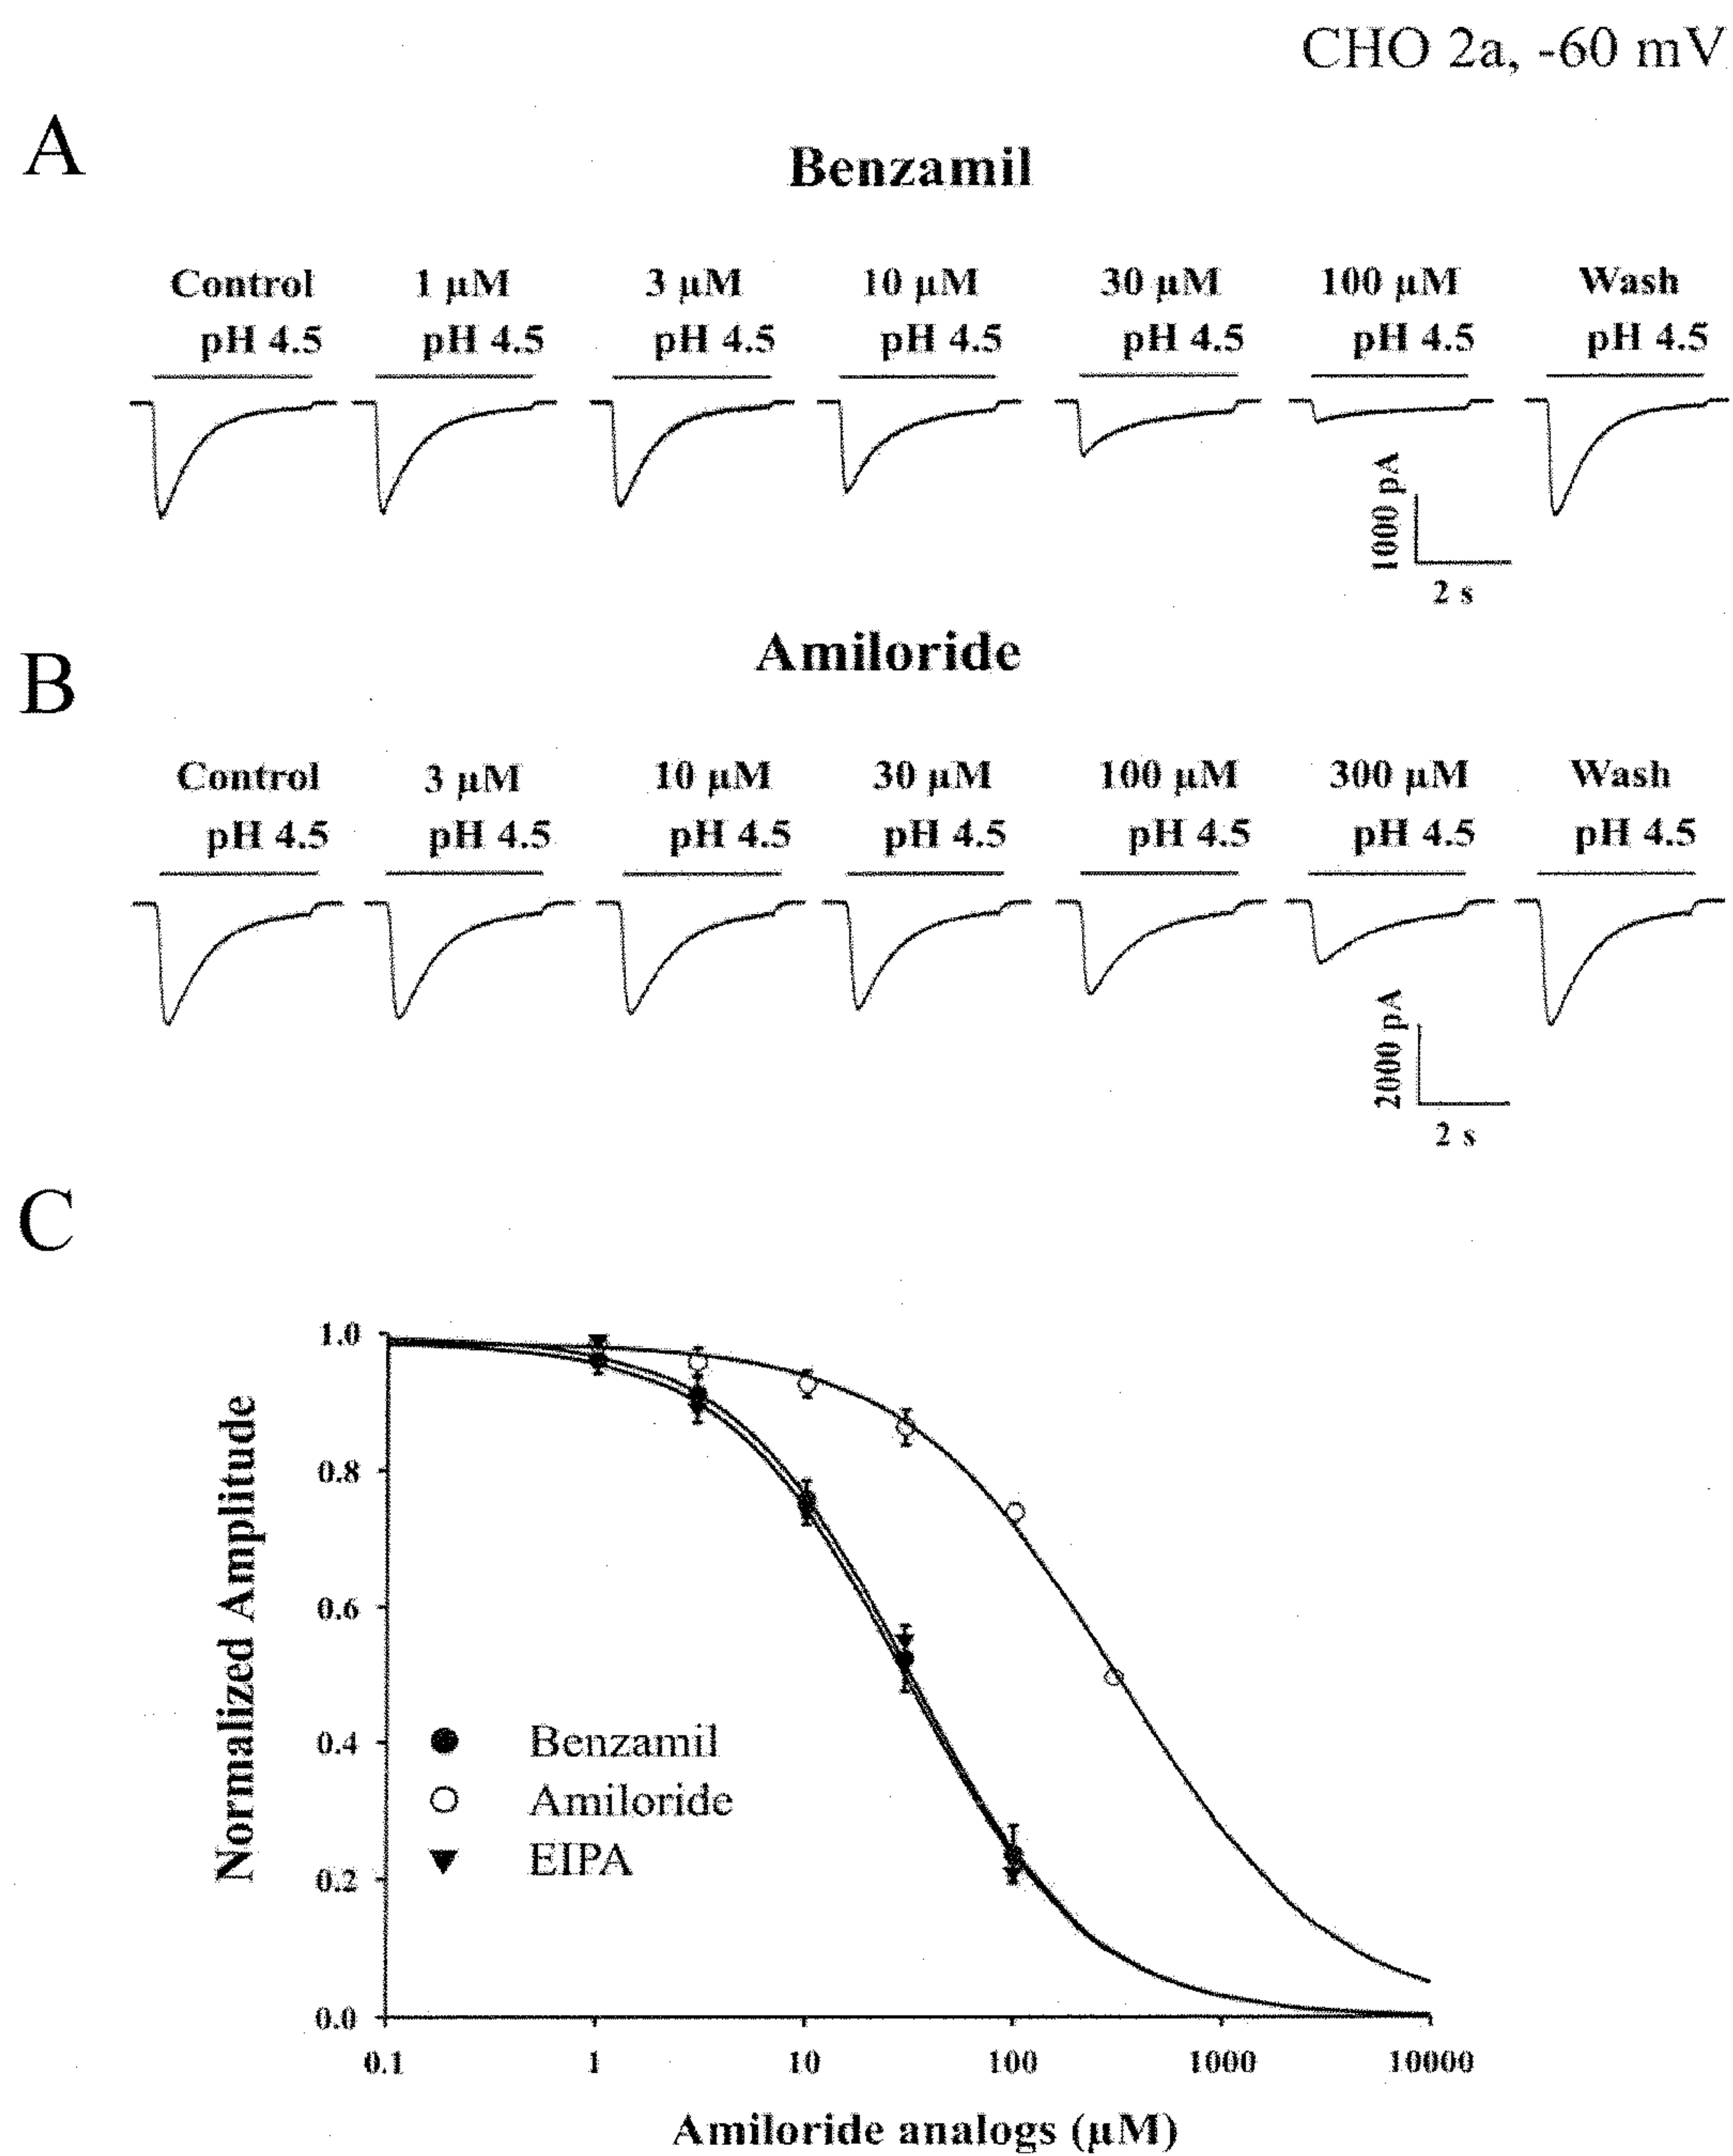 CHO 2a, -60 mV
A
Benzamil
Control 1 µM 3 µM 10 µM 30 µM 100 µM Wash
pH 4.5 pH 4.5 pH 4.5 pH 4.5 pH 4.5 pH 4.5 pH 4.5
1000 pA
2 s
B
Amiloride
Control 3 µM 10 µM 30 µM 100 µM 300 µM Wash
pH 4.5 pH 4.5 pH 4.5 pH 4.5 pH 4.5 pH 4.5 pH 4.5
2000 pA
2 s
C
Normalized Amplitude
1.0
0.8
0.6
0.4
0.2
0.0
Benzamil
Amiloride
EIPA
0.1 1 10 100 1000 10000
Amiloride analogs (µM)